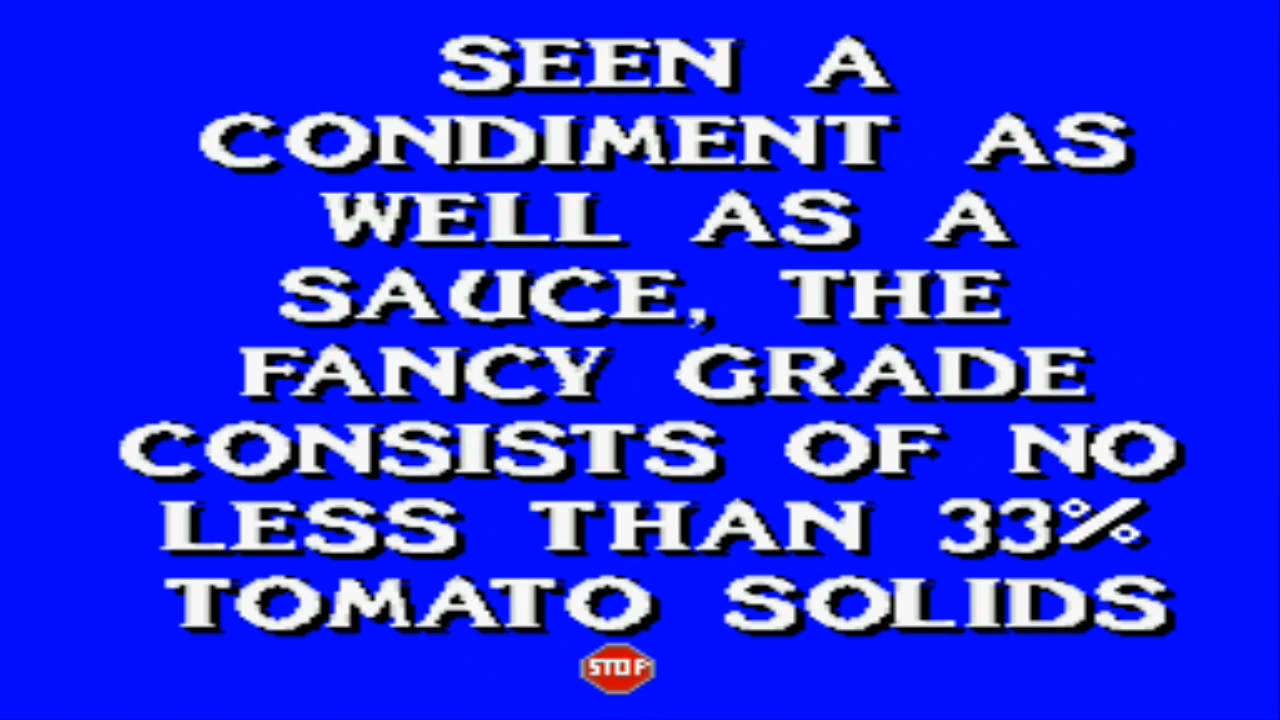 SEEN A
CONDIMENT AS
WELL AS A
SAUCE, THE
FANCY GRADE
CONSISTS OF NO
LESS THAN 33%
TOMATO SOLIDS
STOP